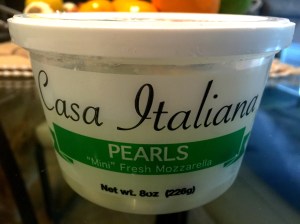 Casa Italiana
PEARLS
"Mini" Fresh Mozzarella
Net wt. 8oz (226g)